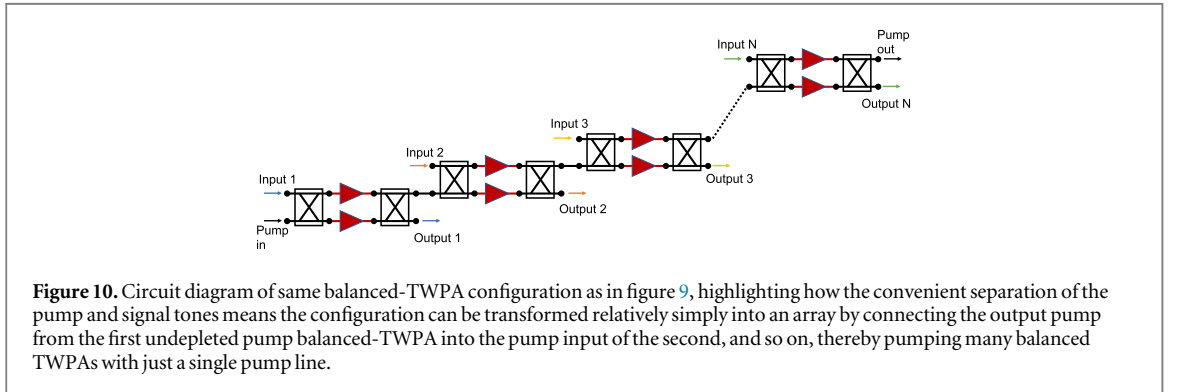 Pump
out
Input N
Output N
Input 3
Output 3
Input 2
Output 2
Input 1
Pump
in
Output 1
Figure 10. Circuit diagram of same balanced-TWPA configuration as in figure 9, highlighting how the convenient separation of the
pump and signal tones means the configuration can be transformed relatively simply into an array by connecting the output pump
from the first undepleted pump balanced-TWPA into the pump input of the second, and so on, thereby pumping many balanced
TWPAs with just a single pump line.